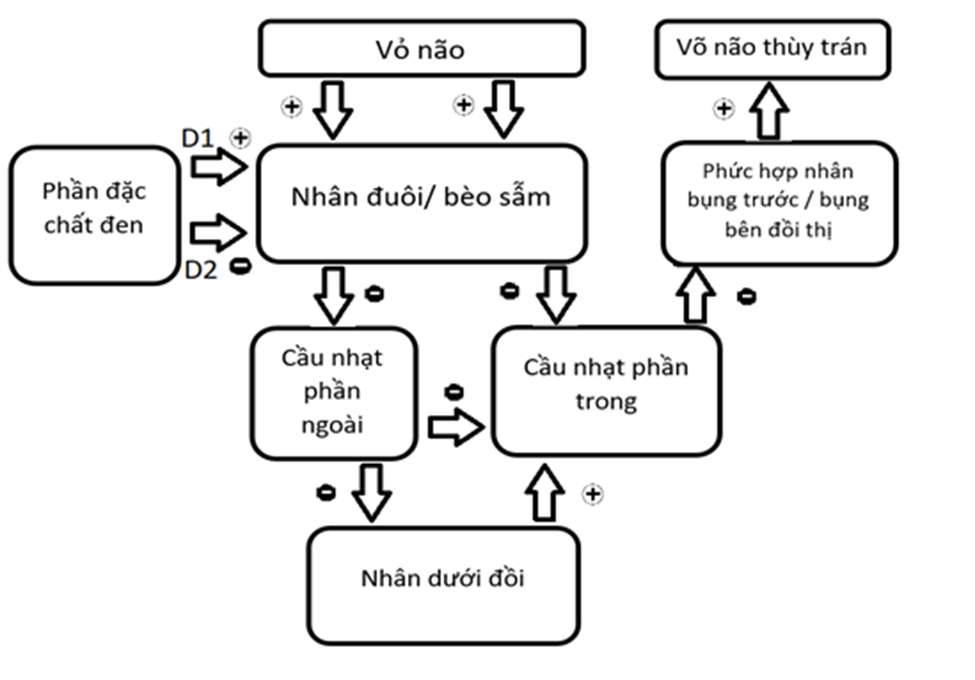 Vỏ não
Võ não thùy trán
D1
Phần đặc
chất đen
D2
Nhân đuôi/ bèo sẫm
Phức hợp nhân
bụng trước / bụng
bên đồi thị
Cầu nhạt
phần
ngoài
Cầu nhạt phần
trong
Nhân dưới đồi